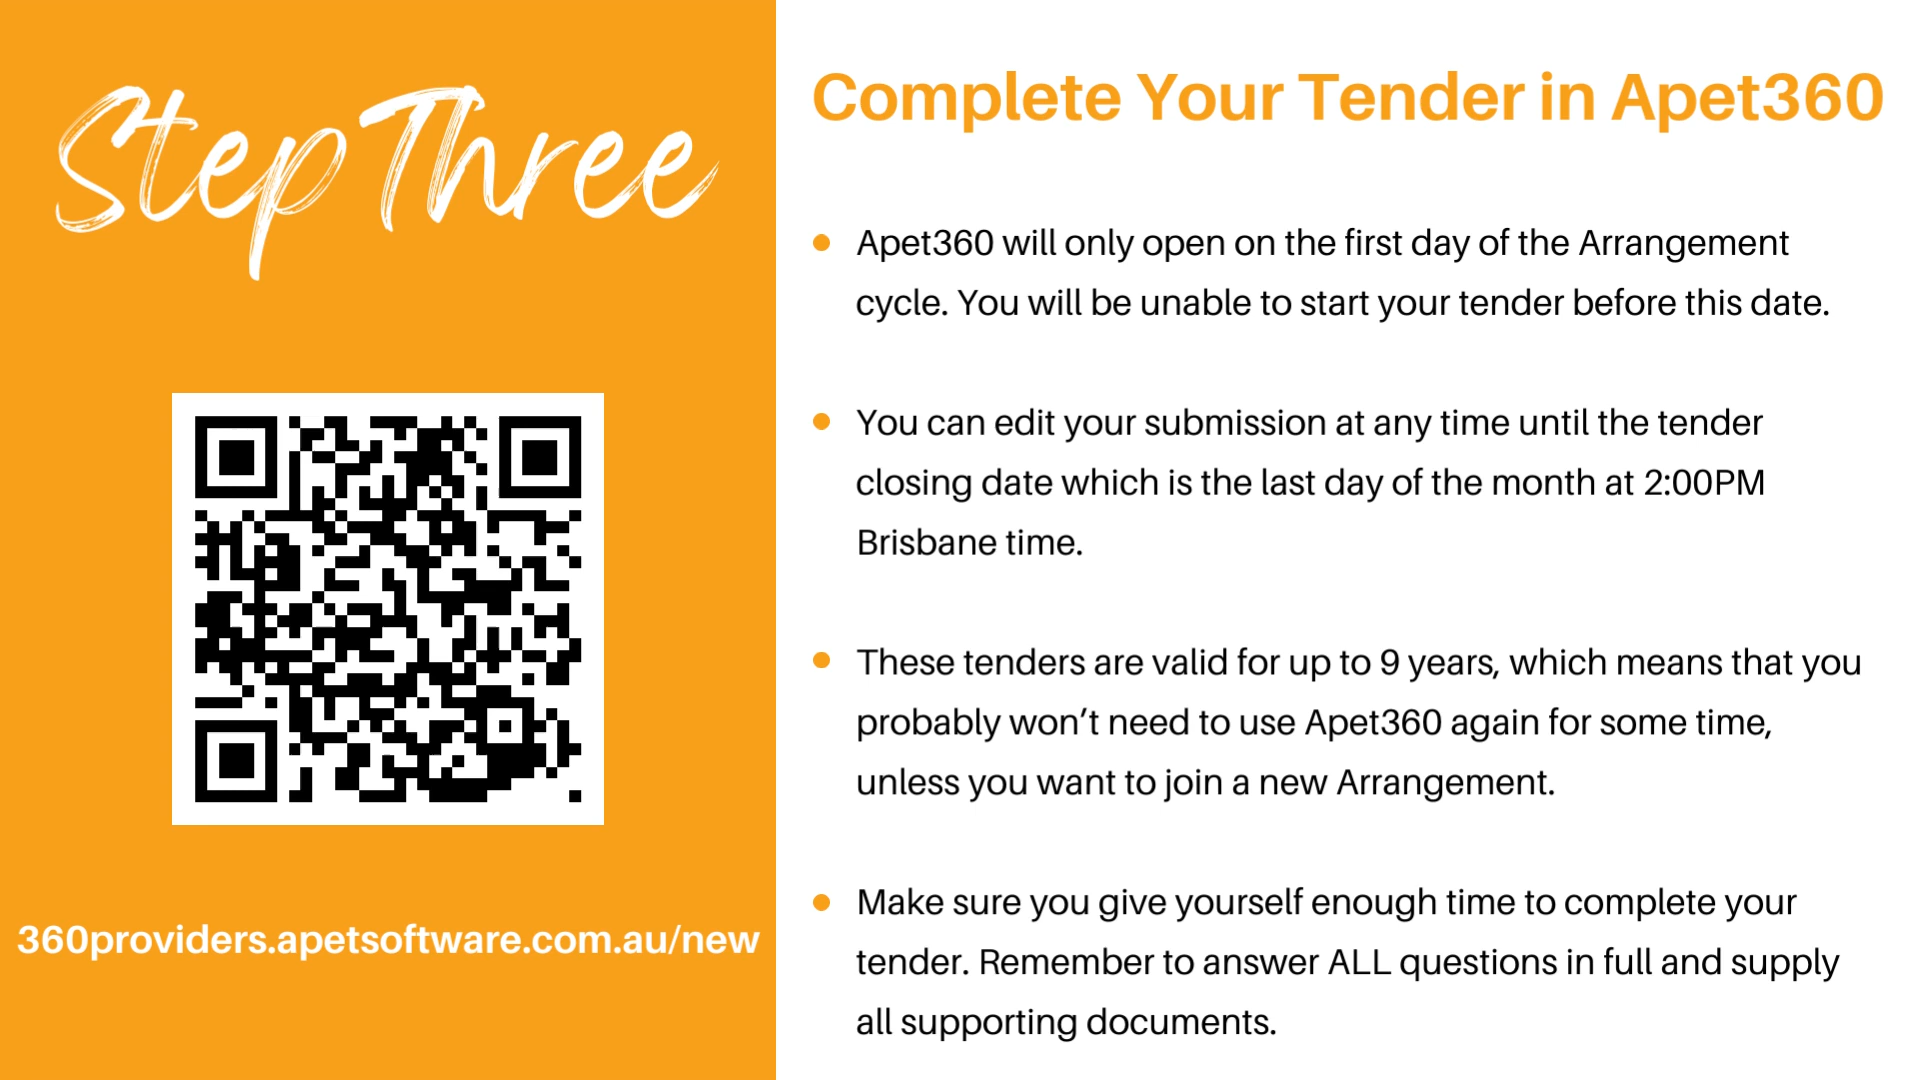 Step Three
360providers.apetsoftware.com.au/new
Complete Your Tender in Apet360
Apet360 will only open on the first day of the Arrangement
cycle. You will be unable to start your tender before this date.
You can edit your submission at any time until the tender
closing date which is the last day of the month at 2:00PM
Brisbane time.
These tenders are valid for up to 9 years, which means that you
probably won’t need to use Apet360 again for some time,
unless you want to join a new Arrangement.
Make sure you give yourself enough time to complete your
tender. Remember to answer ALL questions in full and supply
all supporting documents.